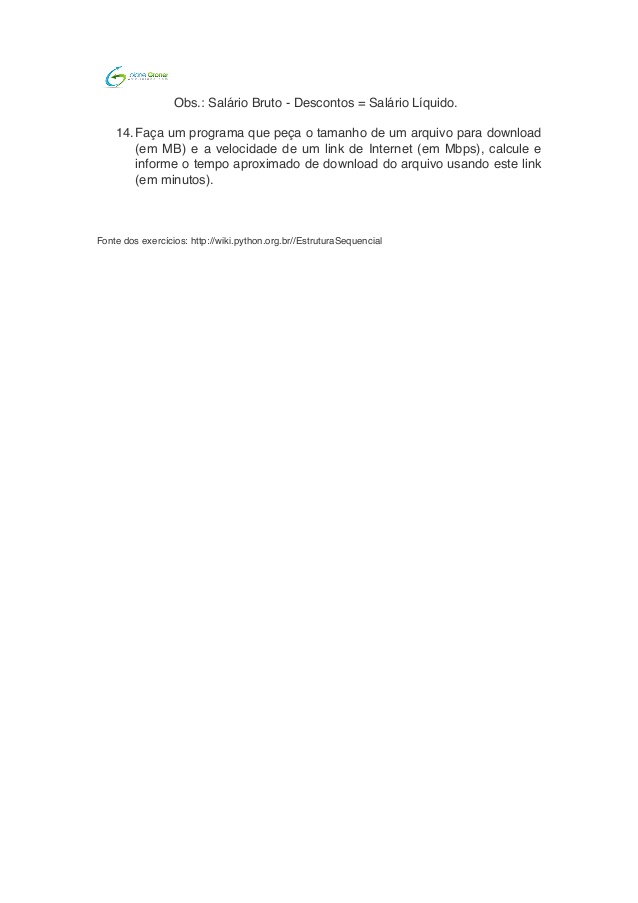 Obs.: Salário Bruto - Descontos = Salário Líquido.
14. Faça um programa que peça o tamanho de um arquivo para download
(em MB) e a velocidade de um link de Internet (em Mbps), calcule e
informe o tempo aproximado de download do arquivo usando este link
(em minutos).
Fonte dos exercícios: http://wiki.python.org.br//EstruturaSequencial